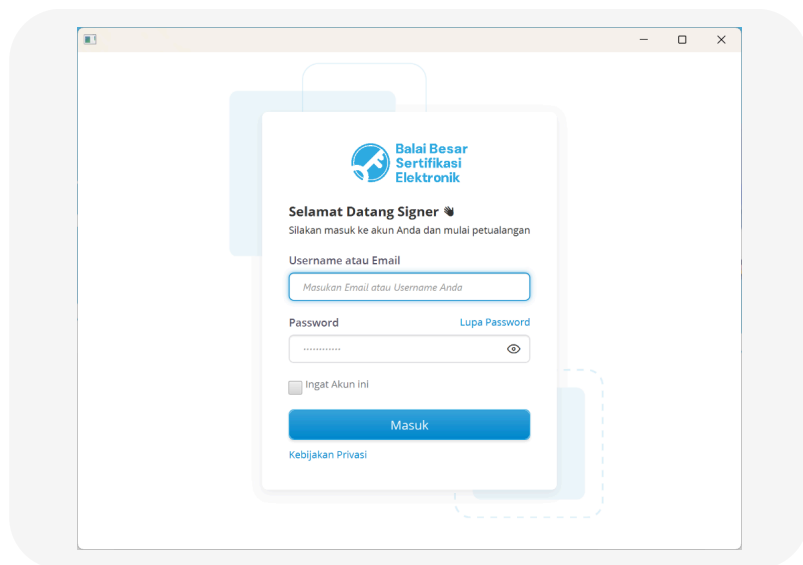 Balai Besar
Sertifikasi
Elektronik
Selamat Datang Signer 👋
Silakan masuk ke akun Anda dan mulai petualangan
Username atau Email
Masukan Email atau Username Anda
Password Lupa Password
············
Ingat Akun ini
Masuk
Kebijakan Privasi